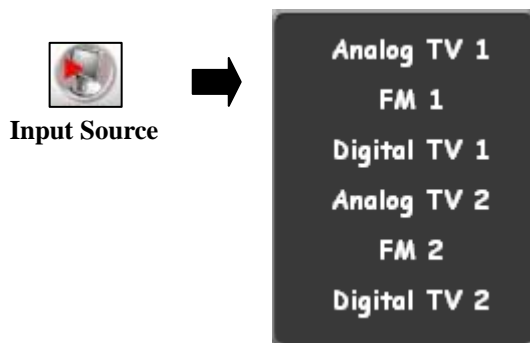 Input Source
Analog TV 1
FM 1
Digital TV 1
Analog TV 2
FM 2
Digital TV 2